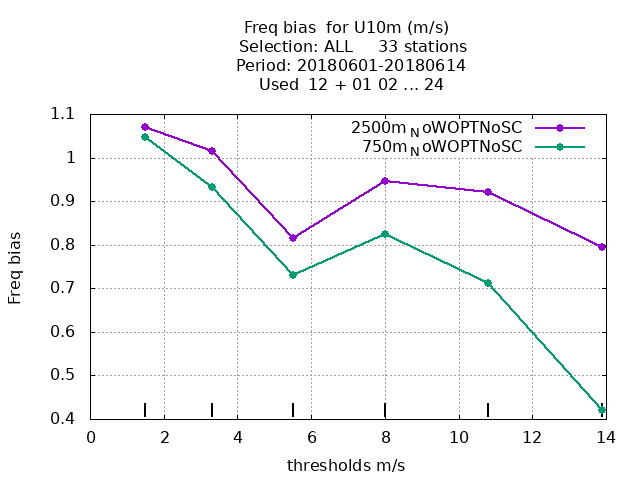 Freq bias  for U10m (m/s)
Selection: ALL     33 stations
Period: 20180601-20180614
Used  12 + 01 02 ... 24
1.1
1
0.9
0.8
0.7
0.6
0.5
0.4
Freq bias
2500m_NoWOPTNoSC
750m_NoWOPTNoSC
0 2 4 6 8 10 12 14
thresholds m/s